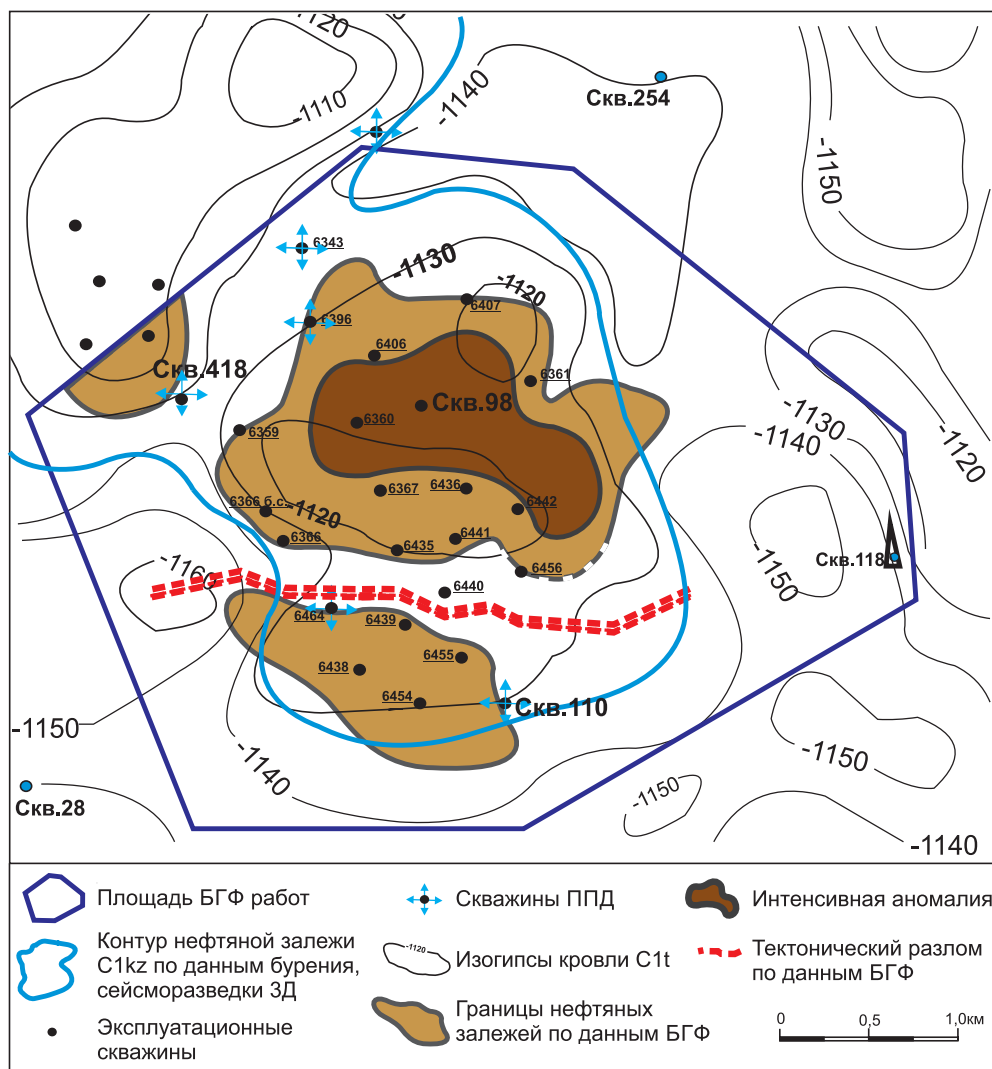 -1120
-1110
-1140
Скв.254
-1150
6343
-1130
-1120
6407
6396
6406
Скв.418
6361
Скв.98
6360
-1130
6359
-1140
-1120
6367
6436
6366 б.с.
-1120
6442
6366
6441
6435
Скв.118
6456
-1150
-1160
6440
6464
6439
6455
6438
6454
Скв.110
-1150
-1140
-1150
-1150
Скв.28
-1140
Площадь БГФ работ
Контур нефтяной залежи
C1kz по данным бурения,
сейсморазведки 3Д
Эксплуатационные
скважины
Скважины ППД
-1120
Изогипсы кровли C1t
Границы нефтяных
залежей по данным БГФ
Интенсивная аномалия
Тектонический разлом
по данным БГФ
0 0,5 1,0км